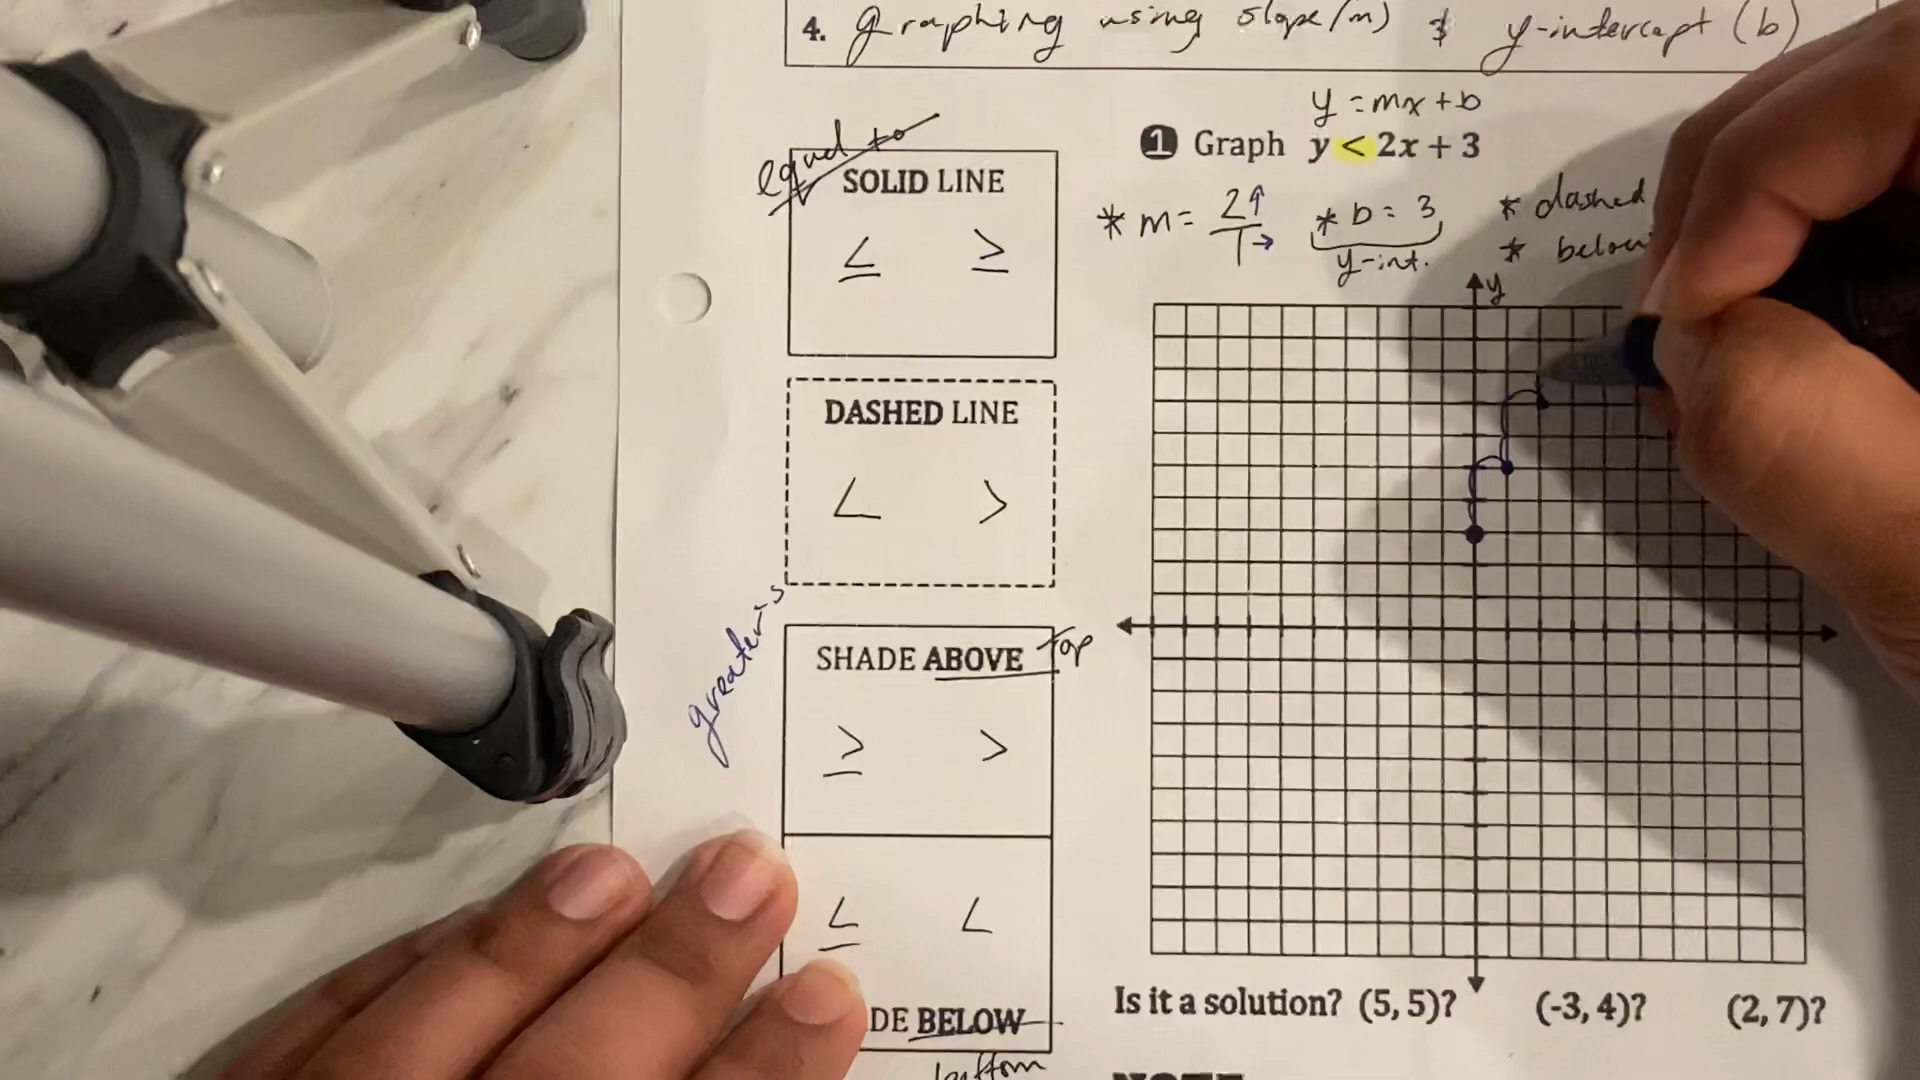 4. graphing using slope (m) & y-intercept (b)
equal to
SOLID LINE
≤ ≥
DASHED LINE
< >
greater is
SHADE ABOVE Top
≥ >
≤ <
DE BELOW
bottom
y = mx + b
1 Graph y < 2x + 3
* m = 2↑/1→ * b = 3 * dashed
y-int. * below
y
Is it a solution? (5, 5)? (-3, 4)? (2, 7)?